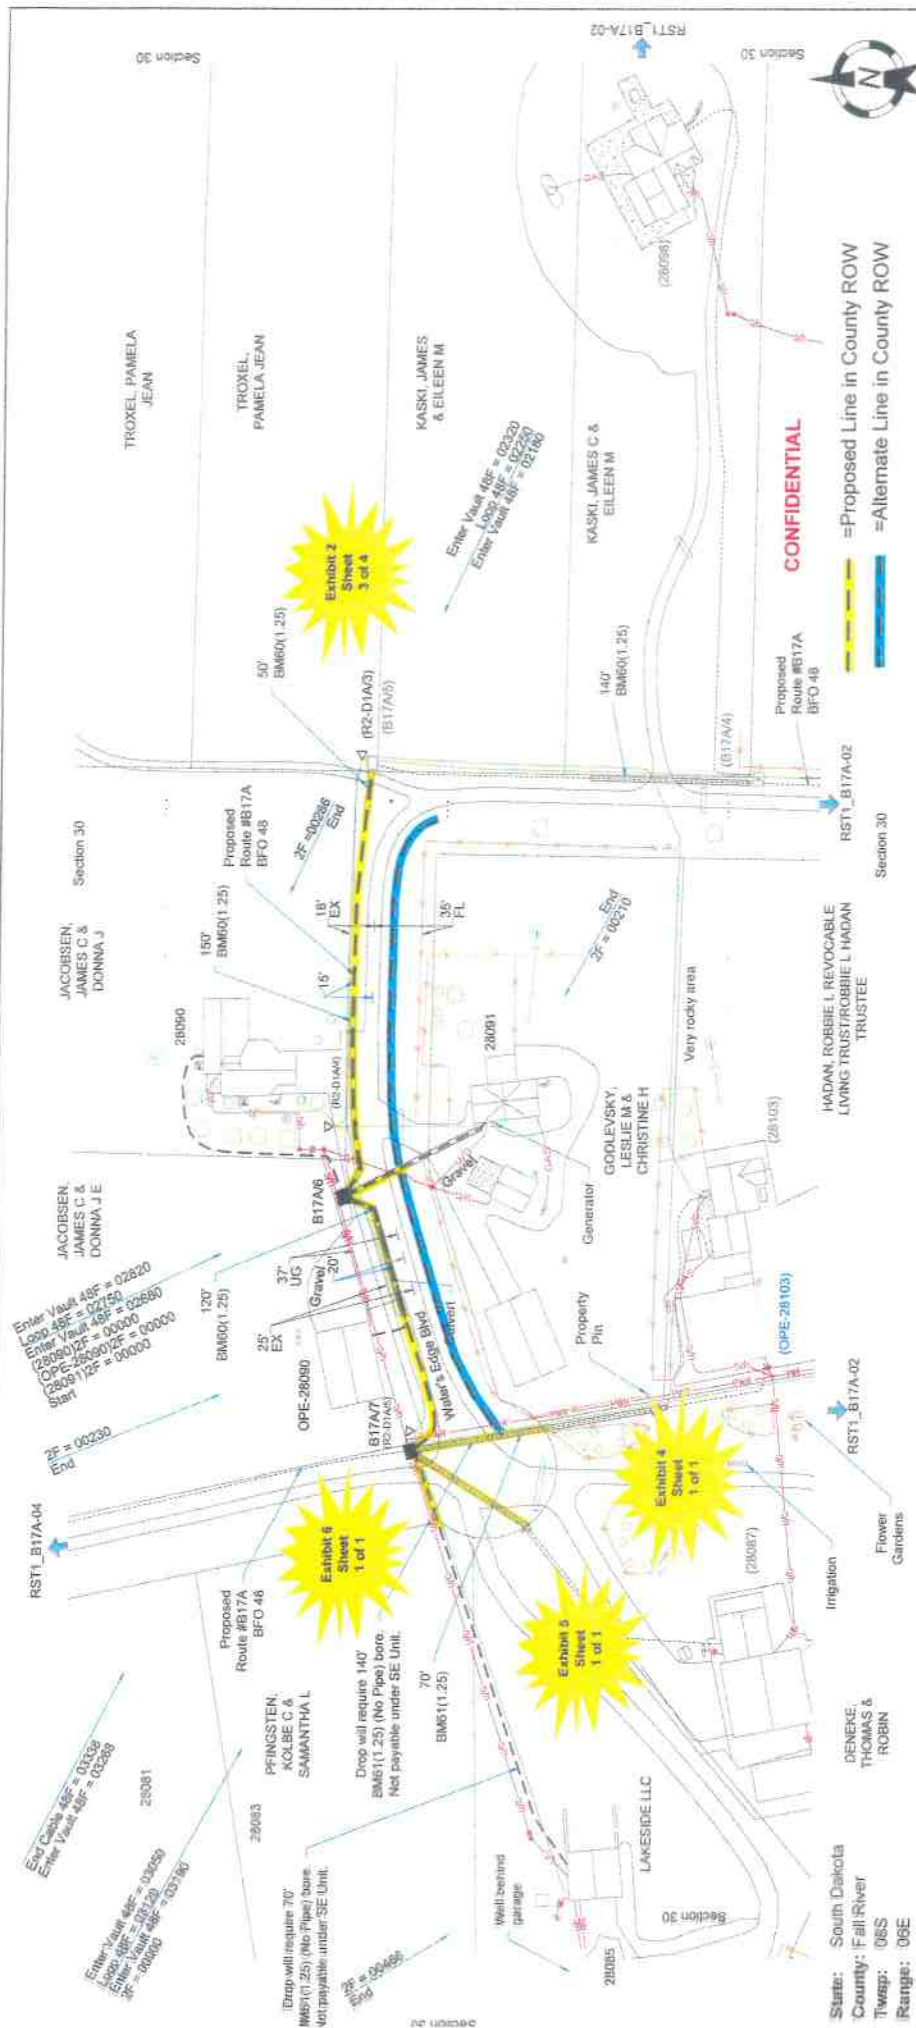 Section 30
RST1_B17A-02
Section 30
N
TROXEL, PAMELA
JEAN
TROXEL,
PAMELA JEAN
KASKI, JAMES
& EILEEN M
KASKI, JAMES C &
EILEEN M
(28098)
CONFIDENTIAL
=Proposed Line in County ROW
=Alternate Line in County ROW
Exhibit 2
Sheet
3 of 4
Enter Vault 48F = 02320
Loop 48F = 02250
Enter Vault 48F = 02180
50'
BM60(1.25)
(R2-D1A/3)
(B17A/5)
140'
BM60(1.25)
(B17A/4)
Proposed
Route #B17A
BFO 48
RST1_B17A-02
Section 30
Section 30
JACOBSEN,
JAMES C &
DONNA J
Proposed
Route #B17A
BFO 48
2F =00286
End
150'
BM60(1.25)
18'
EX
15'
35'
FL
28090
(R2-D1A/4)
End
2F = 00210
28091
Very rocky area
HADAN, ROBBIE L REVOCABLE
LIVING TRUST/ROBBIE L HADAN
TRUSTEE
JACOBSEN,
JAMES C &
DONNA J E
B17A/6
Gravel
GAS
GODLEVSKY,
LESLIE M &
CHRISTINE H
Generator
(28103)
Enter Vault 48F = 02820
Loop 48F = 02750
Enter Vault 48F = 02680
(28090)2F = 00000
(OPE-28090)2F = 00000
(28091)2F = 00000
Start
120'
BM60(1.25)
37'
UG
Gravel
20'
25'
EX
OPE-28090
Water's Edge Blvd
Culvert
Property
Pin
(OPE-28103)
2F = 00230
End
B17A/7
(R2-D1A/5)
RST1_B17A-02
RST1_B17A-04
Exhibit 6
Sheet
1 of 1
Exhibit 4
Sheet
1 of 1
Flower
Gardens
Irrigation
(28087)
Proposed
Route #B17A
BFO 48
Drop will require 140'
BM61(1.25) (No Pipe) bore.
Not payable under SE Unit.
70'
BM61(1.25)
Exhibit 5
Sheet
1 of 1
PFINGSTEN,
KOLBE C &
SAMANTHA L
End Cable 48F = 03338
Enter Vault 48F = 03268
28081
28083
DENEKE,
THOMAS &
ROBIN
LAKESIDE LLC
Enter Vault 48F = 03050
Loop 48F = 03120
Enter Vault 48F = 03190
2F = 00000
Drop will require 70'
BM61(1.25) (No Pipe) bore.
Not payable under SE Unit.
2F = 00466
End
Well behind
garage
28085
Section 30
Section 30
State: South Dakota
County: Fall River
Twsp: 08S
Range: 06E